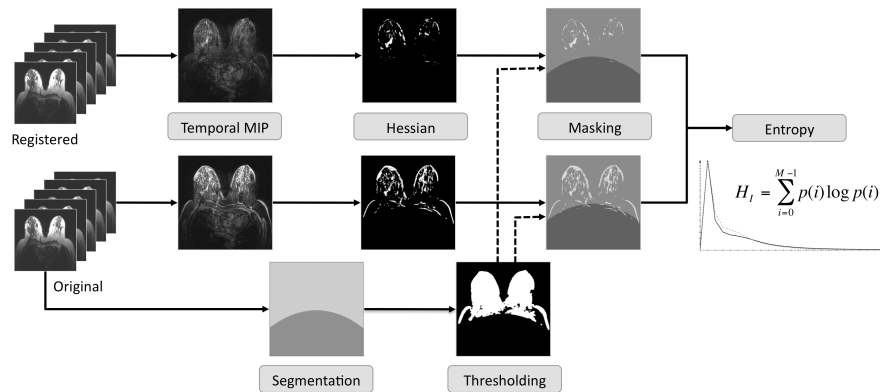 Registered
Temporal MIP
Hessian
Masking
Entropy
H_I = \sum_{i=0}^{M-1} p(i) log p(i)
Original
Segmentation
Thresholding